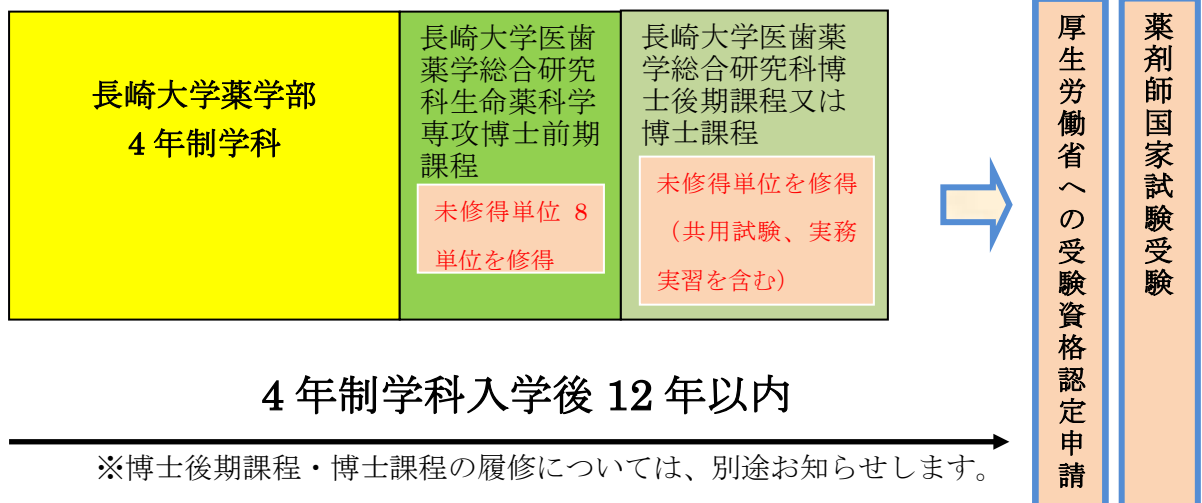 長崎大学薬学部
4年制学科
長崎大学医歯
薬学総合研究
科生命薬科学
専攻博士前期
課程
未修得単位 8
単位を修得
長崎大学医歯薬
学総合研究科博
士後期課程又は
博士課程
未修得単位を修得
(共用試験、実務
実習を含む)
厚生労働省への受験資格認定申請
薬剤師国家試験受験
4年制学科入学後 12 年以内
※博士後期課程・博士課程の履修については、別途お知らせします。